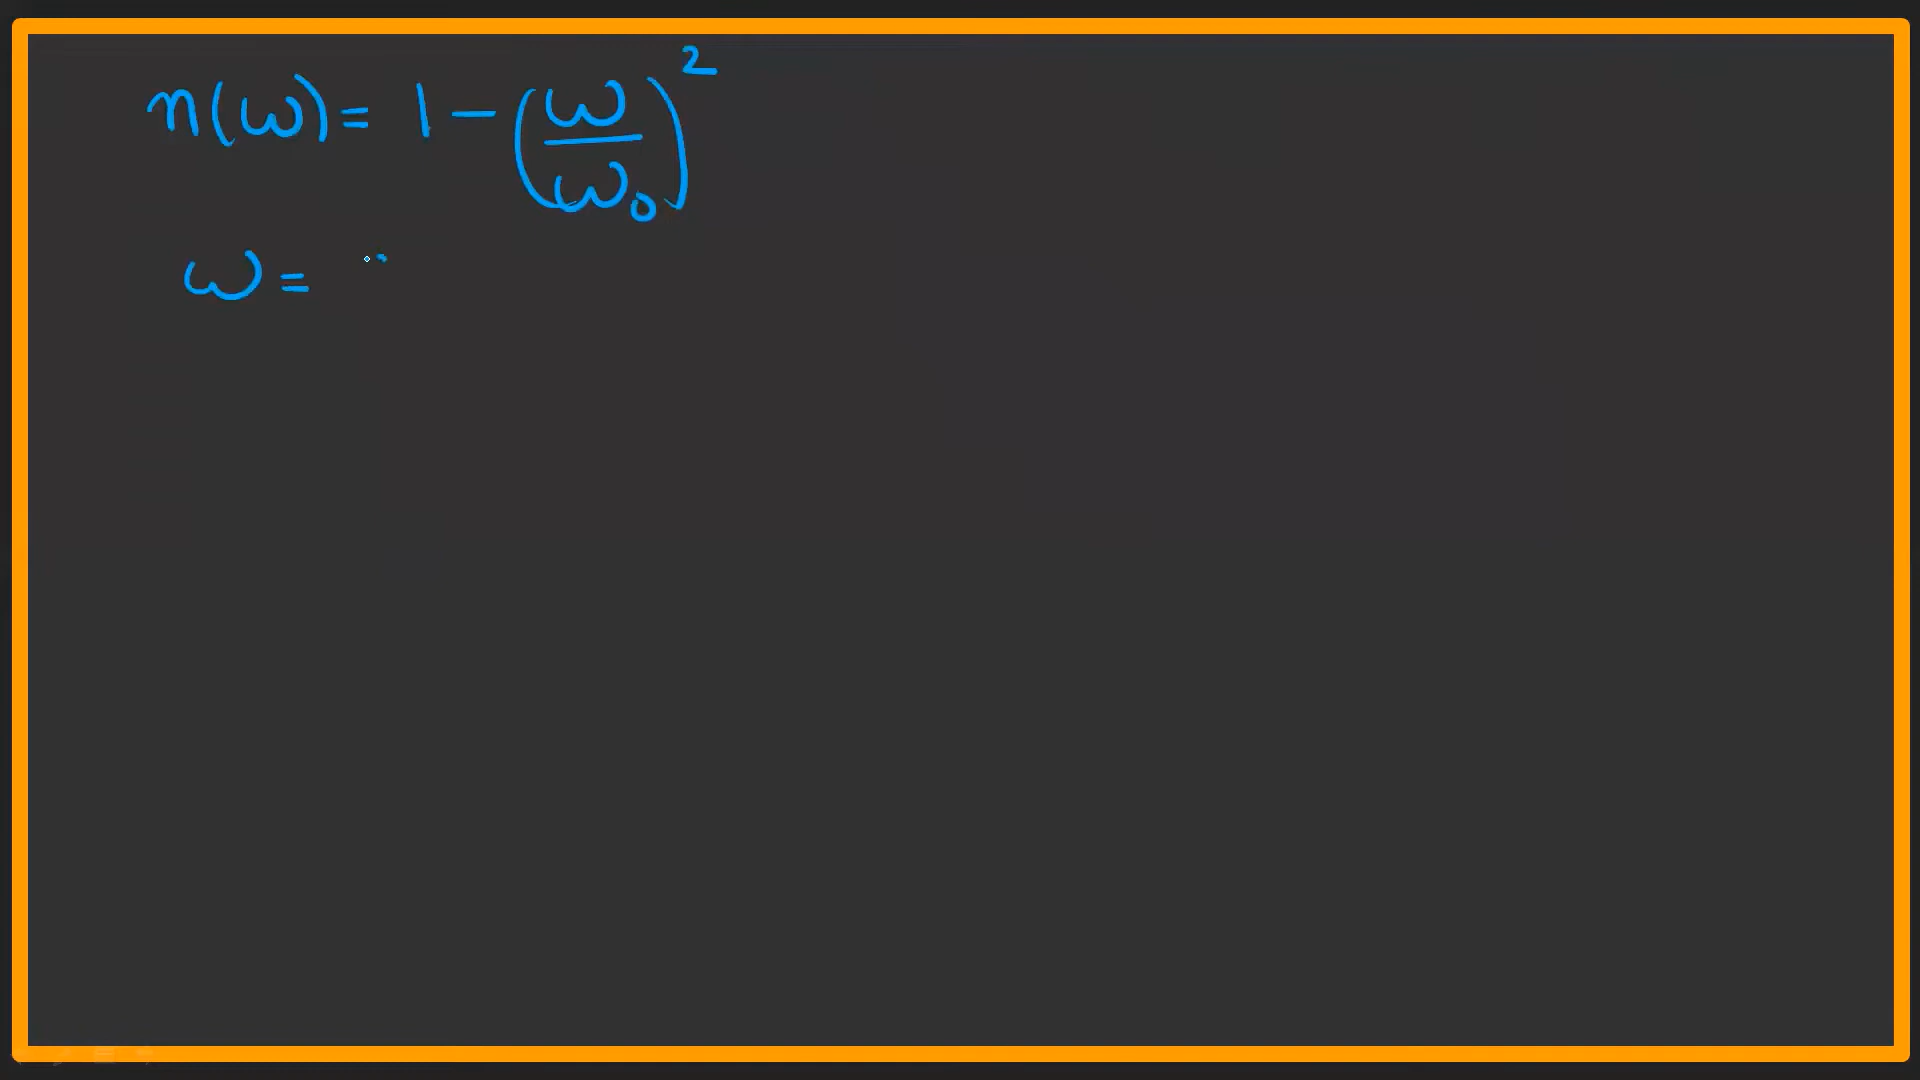 n(ω) = 1 - (ω/ω₀)²
ω =